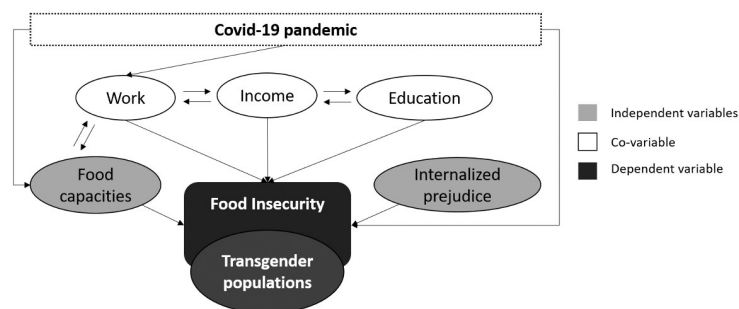 Covid-19 pandemic
Work
Income
Education
Independent variables
Co-variable
Dependent variable
Food
capacities
Internalized
prejudice
Food Insecurity
Transgender
populations